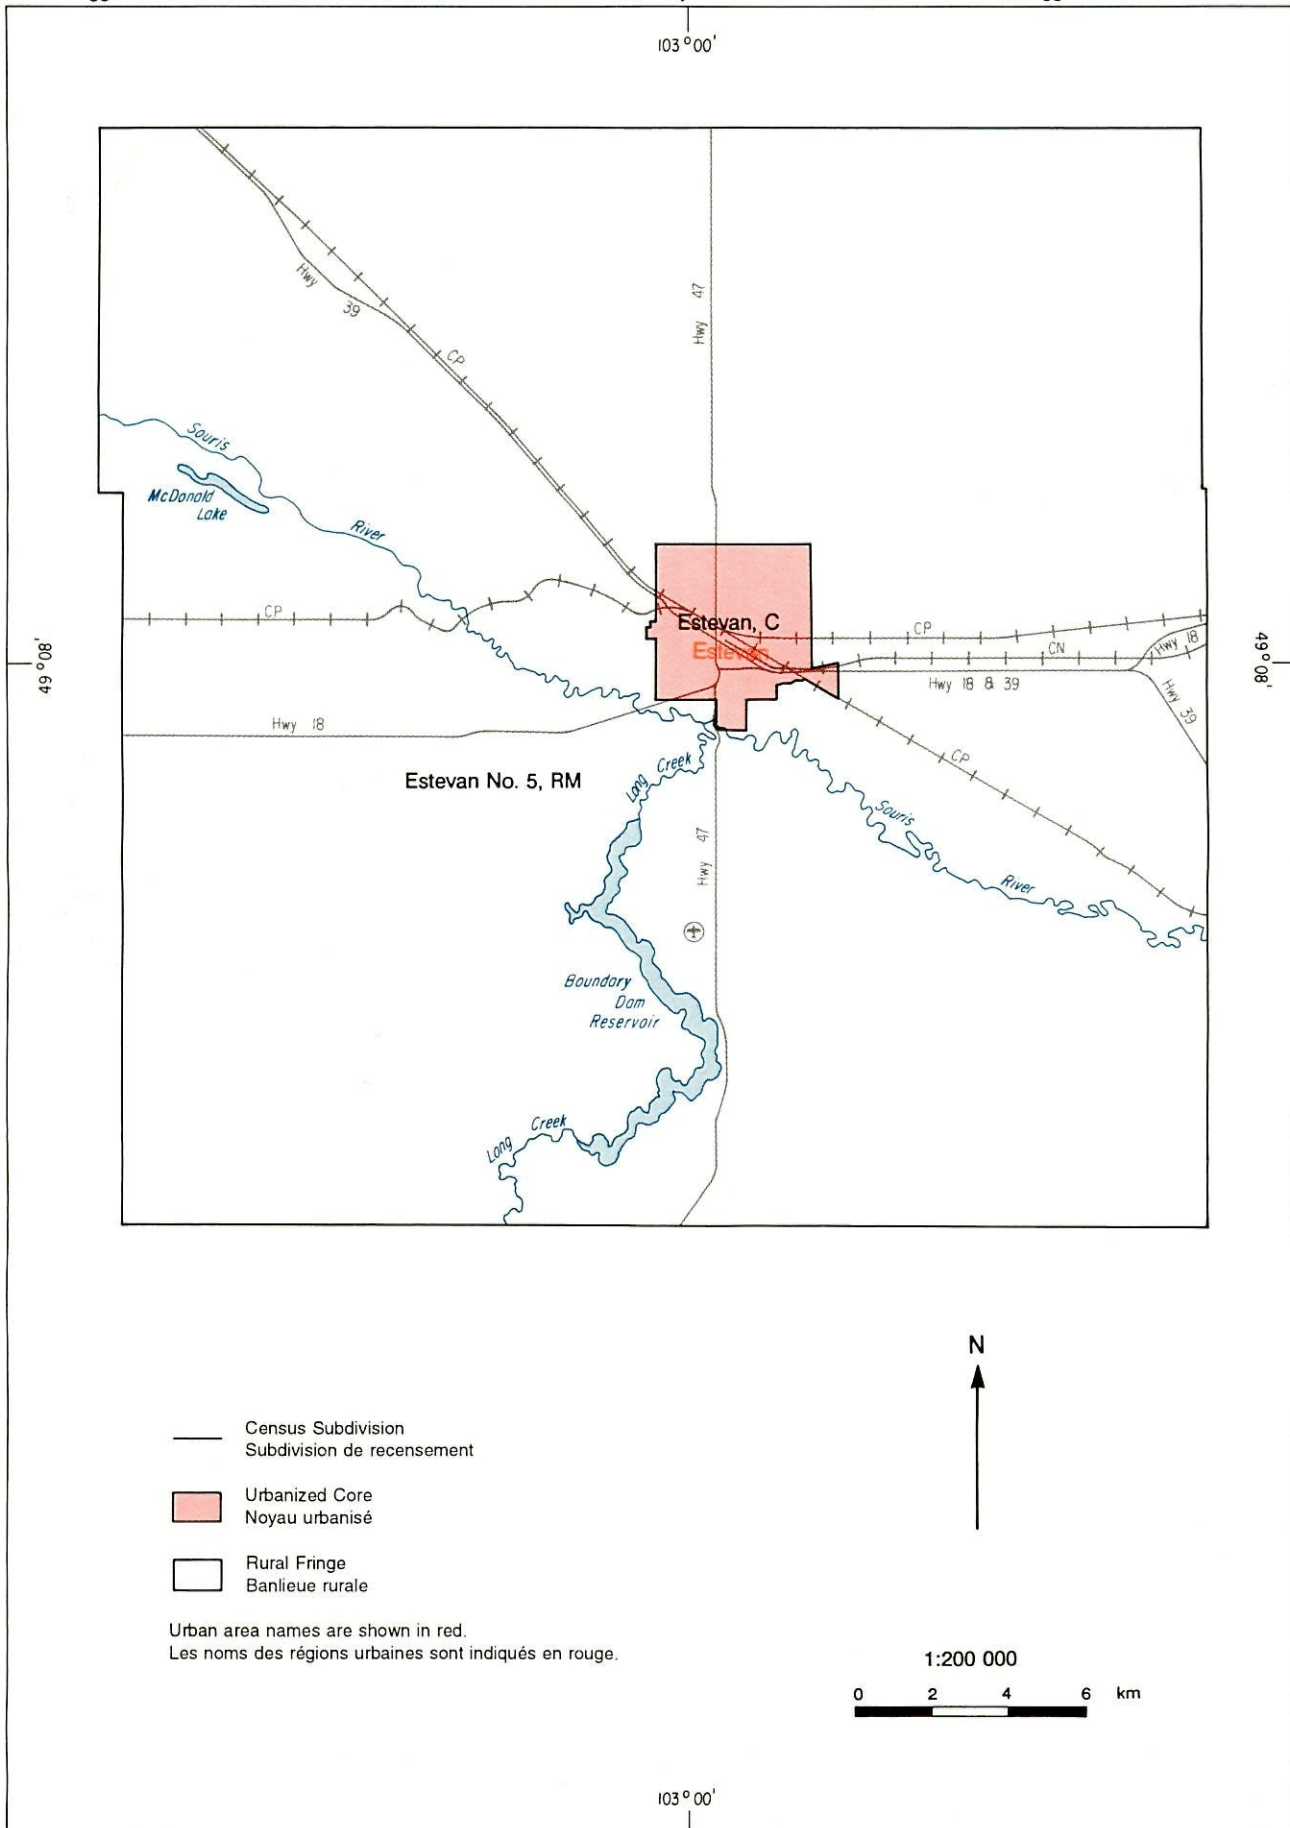 103°00'
Hwy 47
Hwy 39
CP
Souris
McDonald
Lake
River
CP
Estevan, C
Estevan
CP
CN
Hwy 18
49°08'
49°08'
Hwy 18 & 39
Hwy 39
Hwy 18
Estevan No. 5, RM
Long Creek
CP
Souris
Hwy 47
River
Boundary
Dam
Reservoir
Long Creek
N
Census Subdivision
Subdivision de recensement
Urbanized Core
Noyau urbanisé
Rural Fringe
Banlieue rurale
Urban area names are shown in red.
Les noms des régions urbaines sont indiqués en rouge.
1:200 000
0 2 4 6 km
103°00'